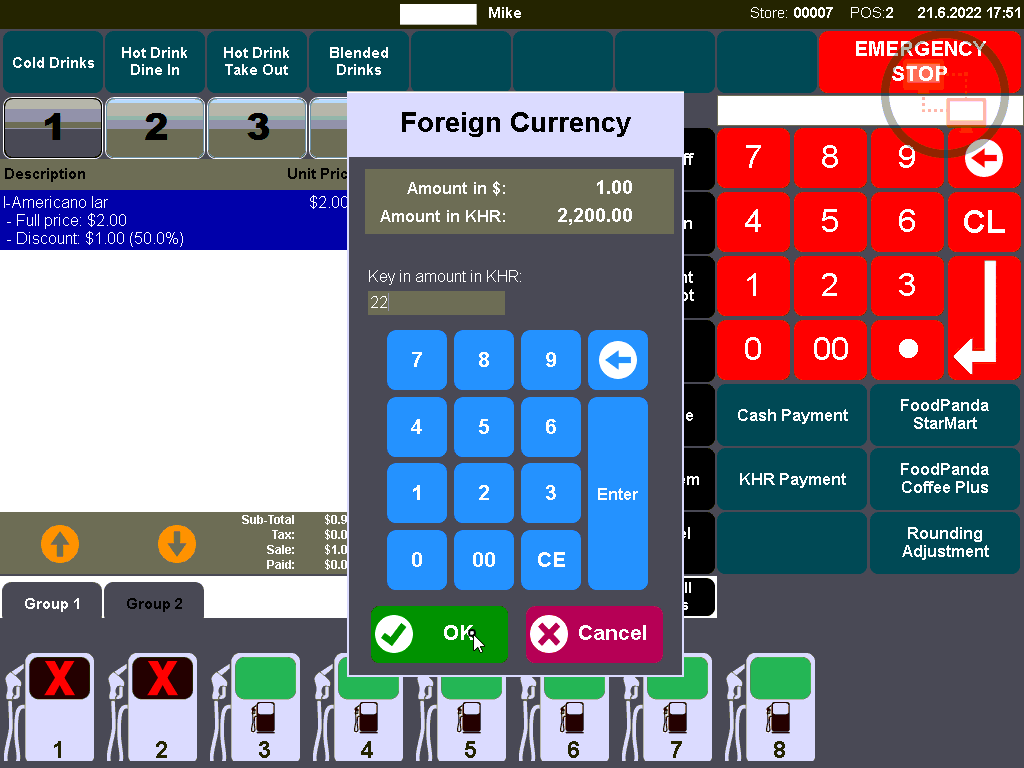 Mike
Store: 00007 POS:2 21.6.2022 17:51
Cold Drinks
Hot Drink
Dine In
Hot Drink
Take Out
Blended
Drinks
EMERGENCY
STOP
1
2
3
Description Unit Pric
I-Americano lar $2.00
- Full price: $2.00
- Discount: $1.00 (50.0%)
Foreign Currency
Amount in $: 1.00
Amount in KHR: 2,200.00
Key in amount in KHR:
22
7 8 9
4 5 6
1 2 3 Enter
0 00 CE
OK
Cancel
7 8 9
4 5 6 CL
1 2 3
0 00
Cash Payment
FoodPanda
StarMart
KHR Payment
FoodPanda
Coffee Plus
Rounding
Adjustment
Sub-Total $0.9
Tax: $0.0
Sale: $1.0
Paid: $0.0
Group 1
Group 2
X
X
1 2 3 4 5 6 7 8